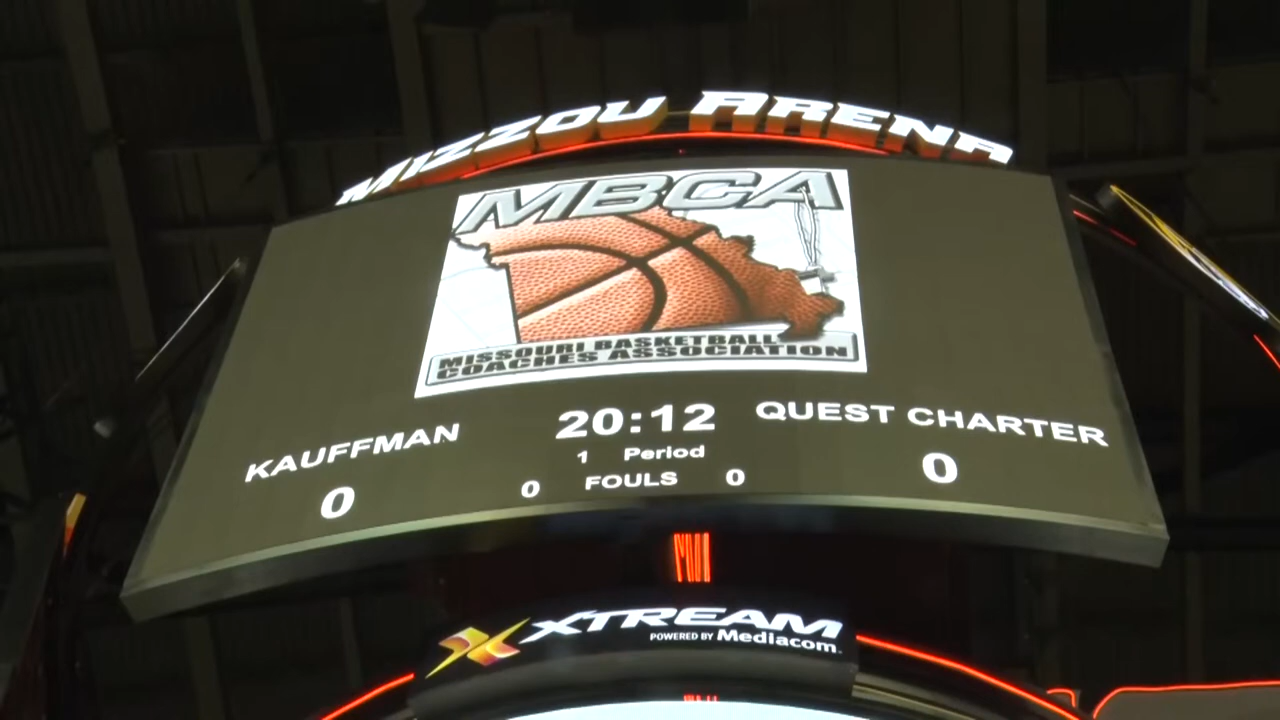 MIZZOU ARENA
MBCA
MISSOURI BASKETBALL
COACHES ASSOCIATION
KAUFFMAN 20:12 QUEST CHARTER
1 Period
0 0 FOULS 0 0
XTREAM
POWERED BY Mediacom